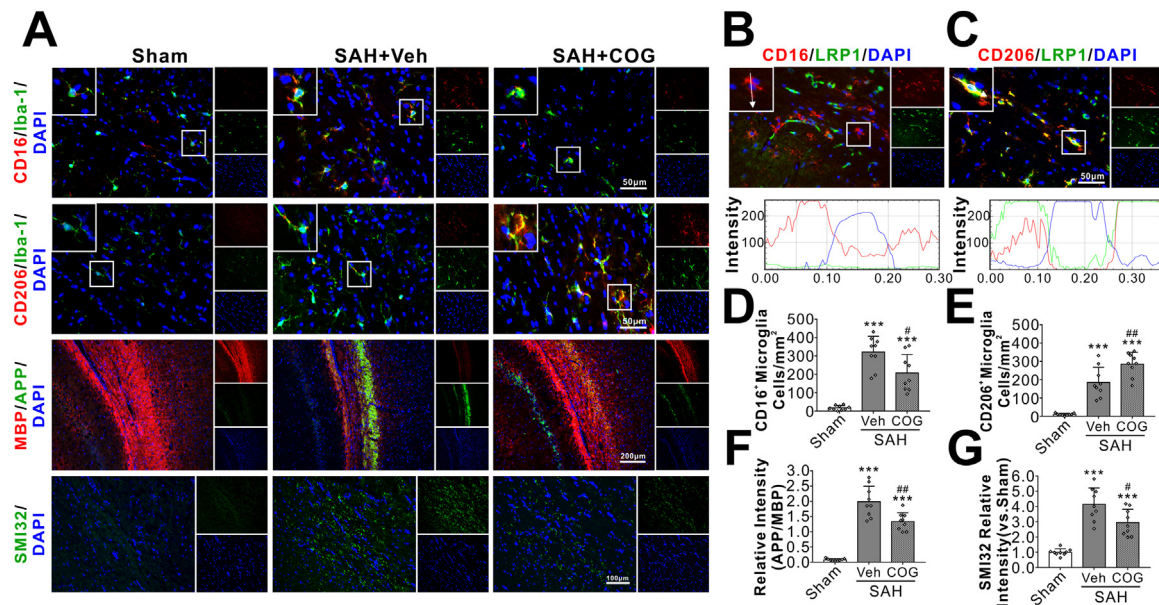 A
Sham
SAH+Veh
SAH+COG
CD16/Iba-1/
DAPI
50μm
CD206/Iba-1/
DAPI
50μm
MBP/APP/
DAPI
200μm
SMI32/
DAPI
100μm
B
CD16/LRP1/DAPI
50μm
Intensity
200
100
0.00 0.10 0.20 0.30
C
CD206/LRP1/DAPI
50μm
Intensity
200
100
0.00 0.10 0.20 0.30
D
CD16⁺Microglia
Cells/mm²
500
400
300
200
100
0
***
#
***
Sham
Veh COG
SAH
E
CD206⁺Microglia
Cells/mm²
500
400
300
200
100
0
***
##
***
Sham
Veh COG
SAH
F
Relative Intensity
(APP/MBP)
3.0
2.5
2.0
1.5
1.0
0.5
0.0
***
##
***
Sham
Veh COG
SAH
G
SMI32 Relative
Intensity(vs.Sham)
6.0
5.0
4.0
3.0
2.0
1.0
0.0
***
#
***
Sham
Veh COG
SAH